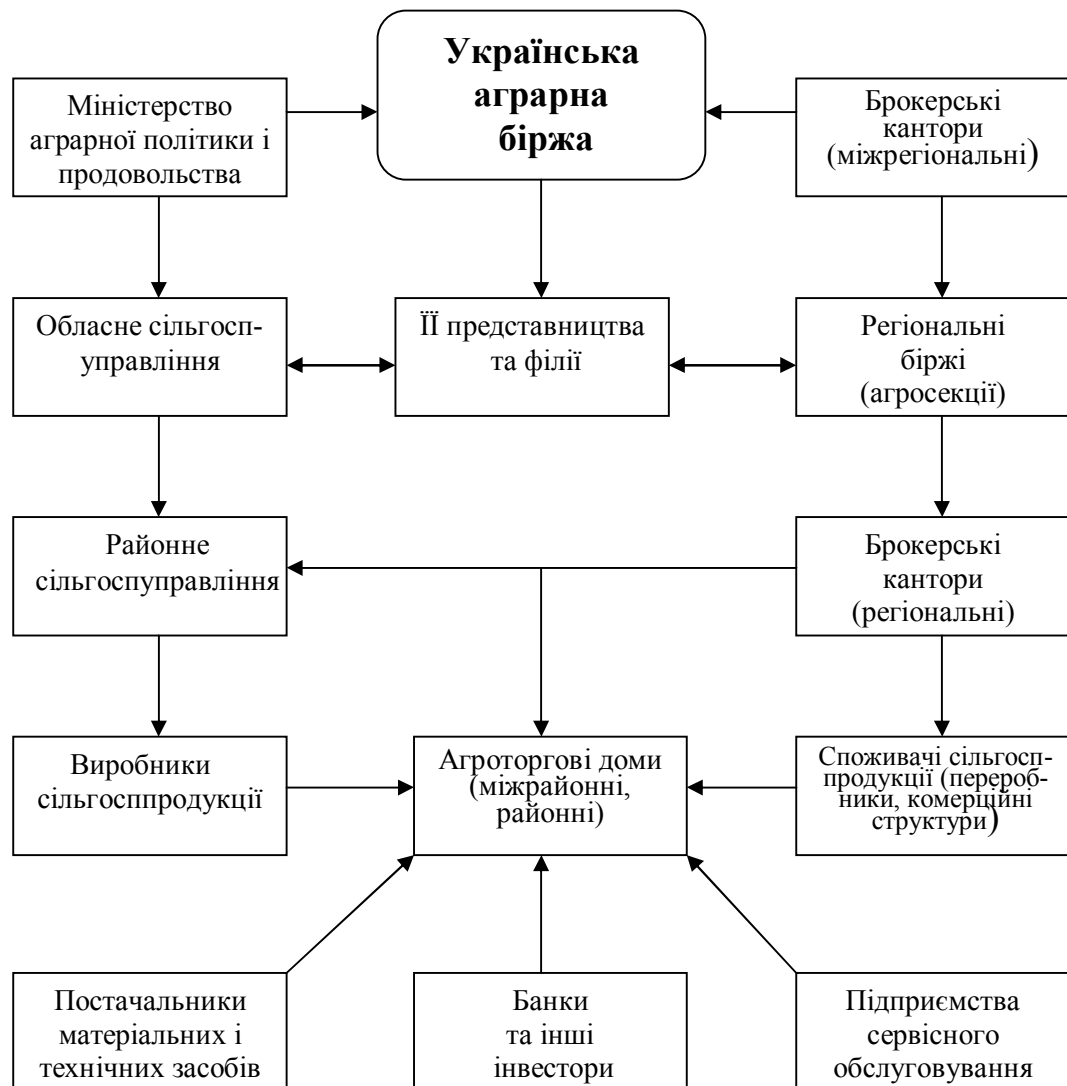 Українська
аграрна
біржа
Міністерство
аграрної політики і
продовольства
Брокерські
кантори
(міжрегіональні)
Обласне сільгосп-
управління
ЇЇ представництва
та філії
Регіональні
біржі
(агросекції)
Районне
сільгоспуправління
Брокерські
кантори
(регіональні)
Виробники
сільгосппродукції
Агроторгові доми
(міжрайонні,
районні)
Споживачі сільгосп-
продукції (перероб-
ники, комерційні
структури)
Постачальники
матеріальних і
технічних засобів
Банки
та інші
інвестори
Підприємства
сервісного
обслуговування